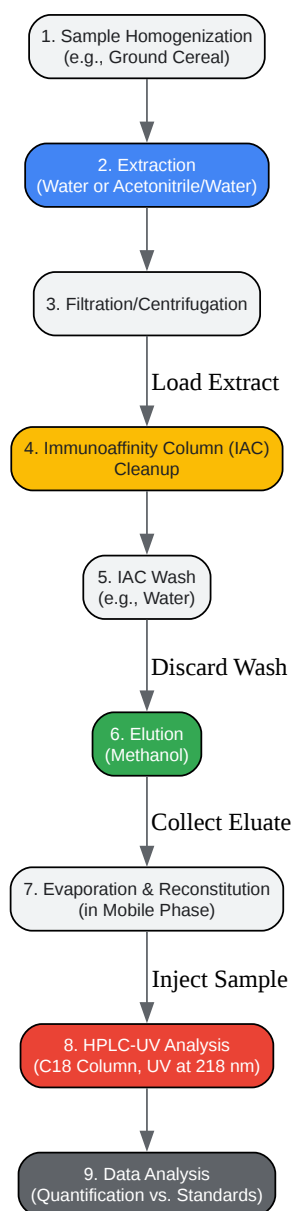 1. Sample Homogenization
(e.g., Ground Cereal)
2. Extraction
(Water or Acetonitrile/Water)
3. Filtration/Centrifugation
Load Extract
4. Immunoaffinity Column (IAC)
Cleanup
5. IAC Wash
(e.g., Water)
Discard Wash
6. Elution
(Methanol)
Collect Eluate
7. Evaporation & Reconstitution
(in Mobile Phase)
Inject Sample
8. HPLC-UV Analysis
(C18 Column, UV at 218 nm)
9. Data Analysis
(Quantification vs. Standards)